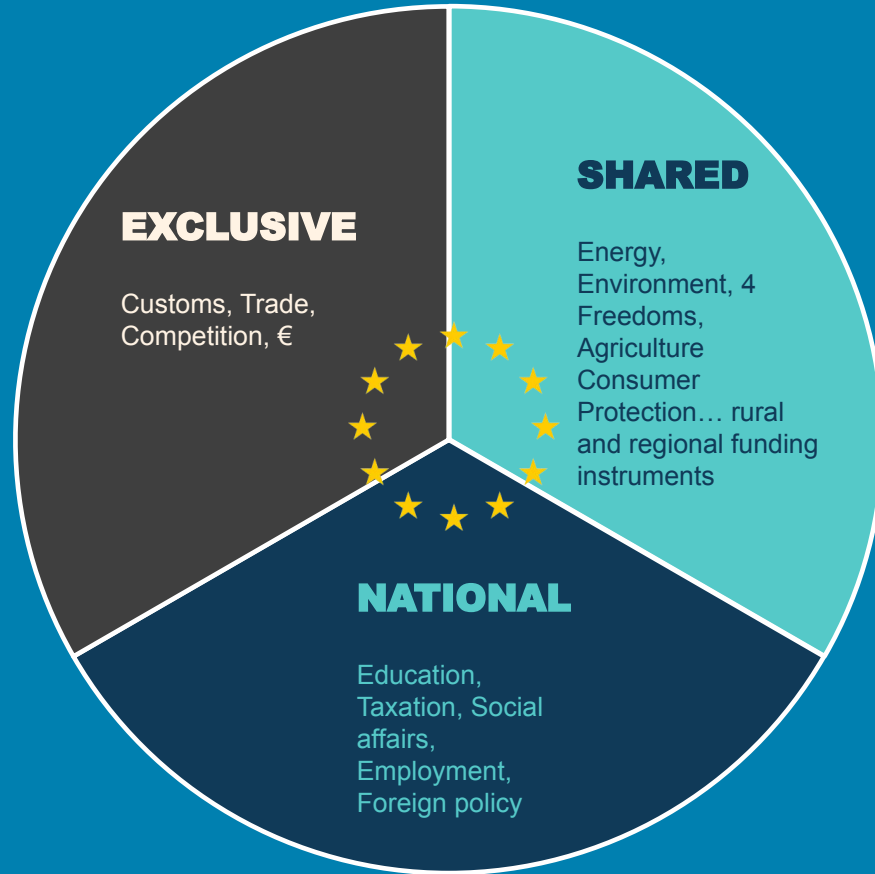 EXCLUSIVE
Customs, Trade,
Competition, €
SHARED
Energy,
Environment, 4
Freedoms,
Agriculture
Consumer
Protection… rural
and regional funding
instruments
NATIONAL
Education,
Taxation, Social
affairs,
Employment,
Foreign policy